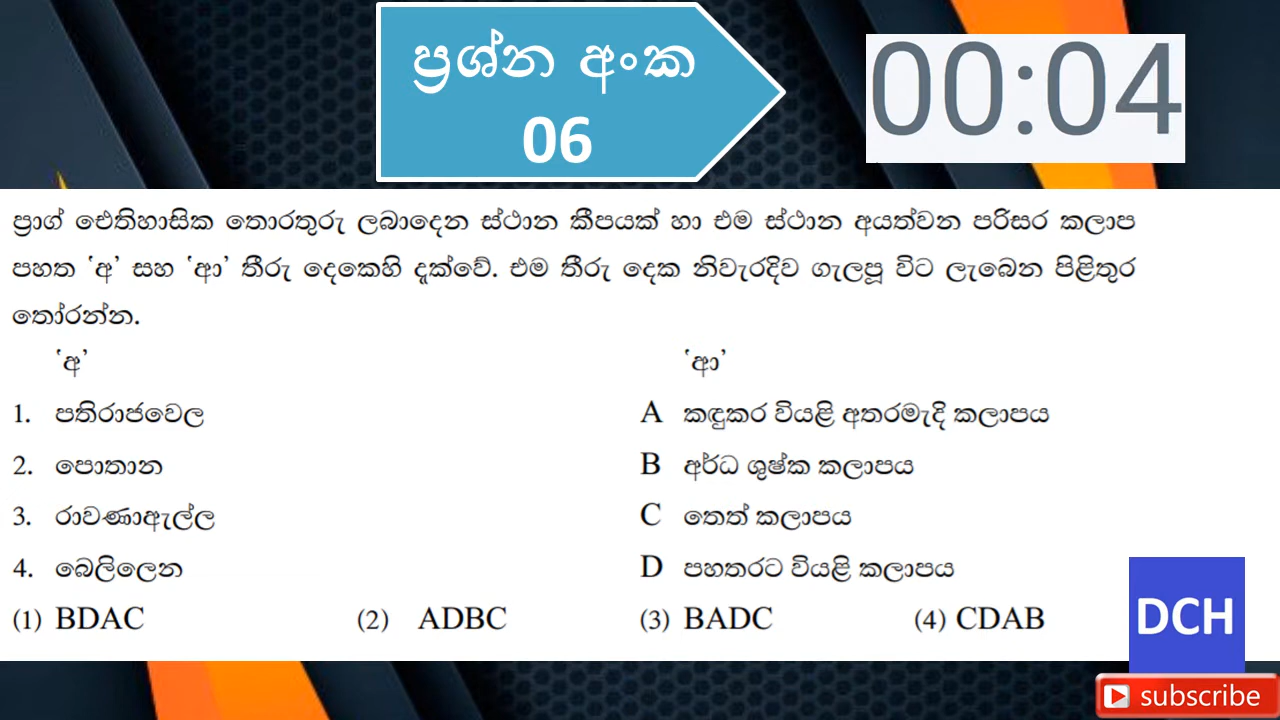 ප්‍රශ්න අංක
06
00:04
ප්‍රාග් ඓතිහාසික තොරතුරු ලබාදෙන ස්ථාන කීපයක් හා එම ස්ථාන අයත්වන පරිසර කලාප
පහත ‘අ’ සහ ‘ආ’ තීරු දෙකෙහි දැක්වේ. එම තීරු දෙක නිවැරදිව ගැලපූ විට ලැබෙන පිළිතුර
තෝරන්න.
‘අ’ ‘ආ’
1. පතිරාජවෙල A කඳුකර වියළි අතරමැදි කලාපය
2. පොතාන B අර්ධ ශුෂ්ක කලාපය
3. රාවණාඇල්ල C තෙත් කලාපය
4. බෙලිලෙන D පහතරට වියළි කලාපය
(1) BDAC (2) ADBC (3) BADC (4) CDAB
DCH
subscribe